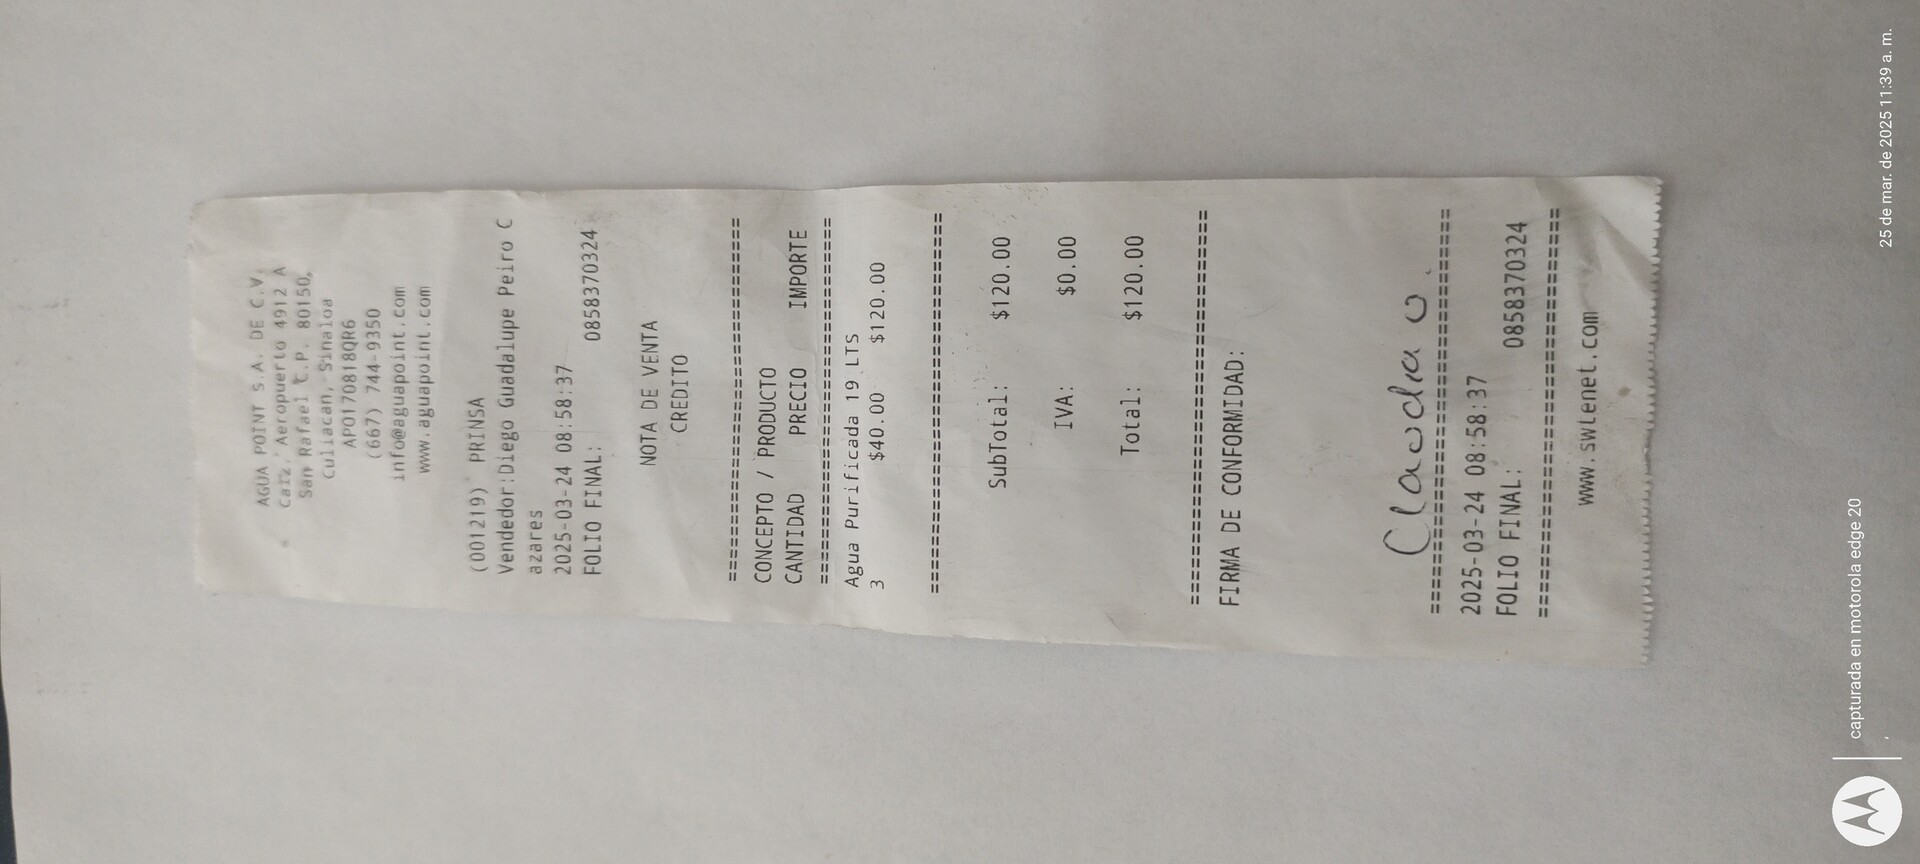 AGUA POINT S.A. DE C.V.
Carr. Aeropuerto 4912 A
San Rafael C.P. 80150,
Culiacan, Sinaloa
APO170818QR6
(667) 744-9350
info@aguapoint.com
www.aguapoint.com
(001219) PRINSA
Vendedor:Diego Guadalupe Peiro C
azares
2025-03-24 08:58:37
FOLIO FINAL: 0858370324
NOTA DE VENTA
CREDITO
================================
CONCEPTO / PRODUCTO
CANTIDAD PRECIO IMPORTE
================================
Agua Purificada 19 LTS
3 $40.00 $120.00
================================
SubTotal: $120.00
IVA: $0.00
Total: $120.00
================================
FIRMA DE CONFORMIDAD:
Claudia O.
================================
2025-03-24 08:58:37
FOLIO FINAL: 0858370324
================================
www.swlenet.com
capturada en motorola edge 20
25 de mar. de 2025 11:39 a. m.